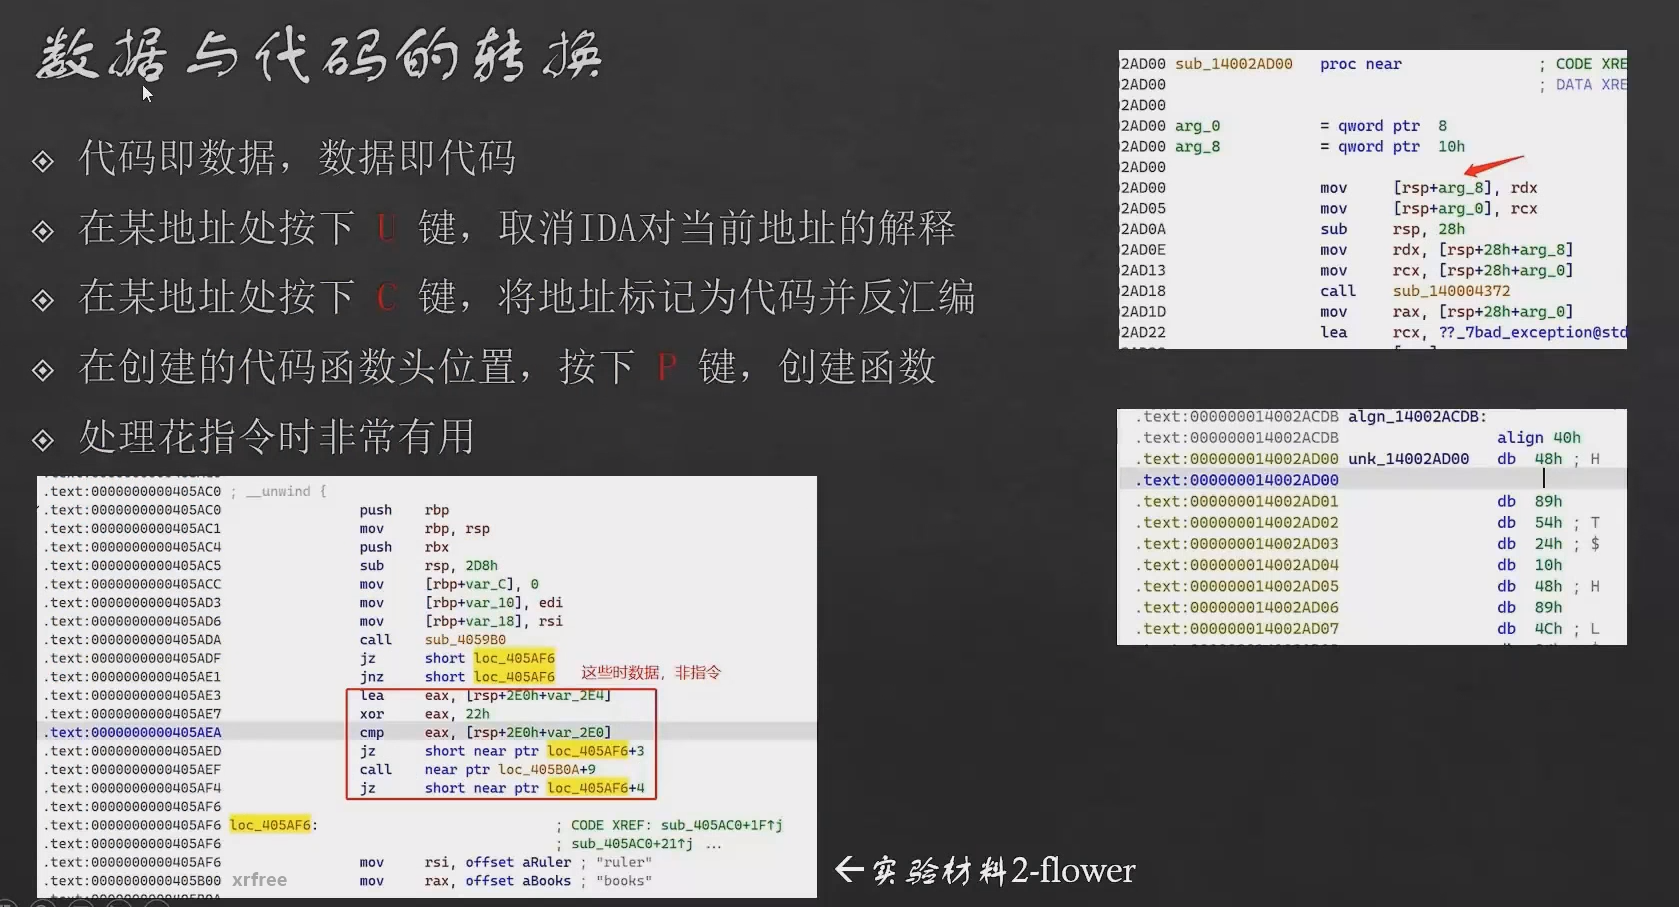 数据与代码的转换
代码即数据，数据即代码
在某地址处按下 U 键，取消IDA对当前地址的解释
在某地址处按下 C 键，将地址标记为代码并反汇编
在创建的代码函数头位置，按下 P 键，创建函数
处理花指令时非常有用
.text:0000000000405AC0 ; __unwind {
.text:0000000000405AC0 push rbp
.text:0000000000405AC1 mov rbp, rsp
.text:0000000000405AC4 push rbx
.text:0000000000405AC5 sub rsp, 2D8h
.text:0000000000405ACC mov [rbp+var_C], 0
.text:0000000000405AD3 mov [rbp+var_10], edi
.text:0000000000405AD6 mov [rbp+var_18], rsi
.text:0000000000405ADA call sub_4059B0
.text:0000000000405ADF jz short loc_405AF6
.text:0000000000405AE1 jnz short loc_405AF6 这些时数据，非指令
.text:0000000000405AE3 lea eax, [rsp+2E0h+var_2E4]
.text:0000000000405AE7 xor eax, 22h
.text:0000000000405AEA cmp eax, [rsp+2E0h+var_2E0]
.text:0000000000405AED jz short near ptr loc_405AF6+3
.text:0000000000405AEF call near ptr loc_405B0A+9
.text:0000000000405AF4 jz short near ptr loc_405AF6+4
.text:0000000000405AF6
.text:0000000000405AF6 loc_405AF6: ; CODE XREF: sub_405AC0+1F↑j
.text:0000000000405AF6 ; sub_405AC0+21↑j ...
.text:0000000000405AF6 mov rsi, offset aRuler ; "ruler"
.text:0000000000405B00 mov rax, offset aBooks ; "books"
xrfree
←实验材料2-flower
2AD00 sub_14002AD00 proc near ; CODE XRE
2AD00 ; DATA XRE
2AD00
2AD00 arg_0 = qword ptr 8
2AD00 arg_8 = qword ptr 10h
2AD00
2AD00 mov [rsp+arg_8], rdx
2AD05 mov [rsp+arg_0], rcx
2AD0A sub rsp, 28h
2AD0E mov rdx, [rsp+28h+arg_8]
2AD13 mov rcx, [rsp+28h+arg_0]
2AD18 call sub_140004372
2AD1D mov rax, [rsp+28h+arg_0]
2AD22 lea rcx, ??_7bad_exception@std
.text:000000014002ACDB algn_14002ACDB:
.text:000000014002ACDB align 40h
.text:000000014002AD00 unk_14002AD00 db 48h ; H
.text:000000014002AD00
.text:000000014002AD01 db 89h
.text:000000014002AD02 db 54h ; T
.text:000000014002AD03 db 24h ; $
.text:000000014002AD04 db 10h
.text:000000014002AD05 db 48h ; H
.text:000000014002AD06 db 89h
.text:000000014002AD07 db 4Ch ; L